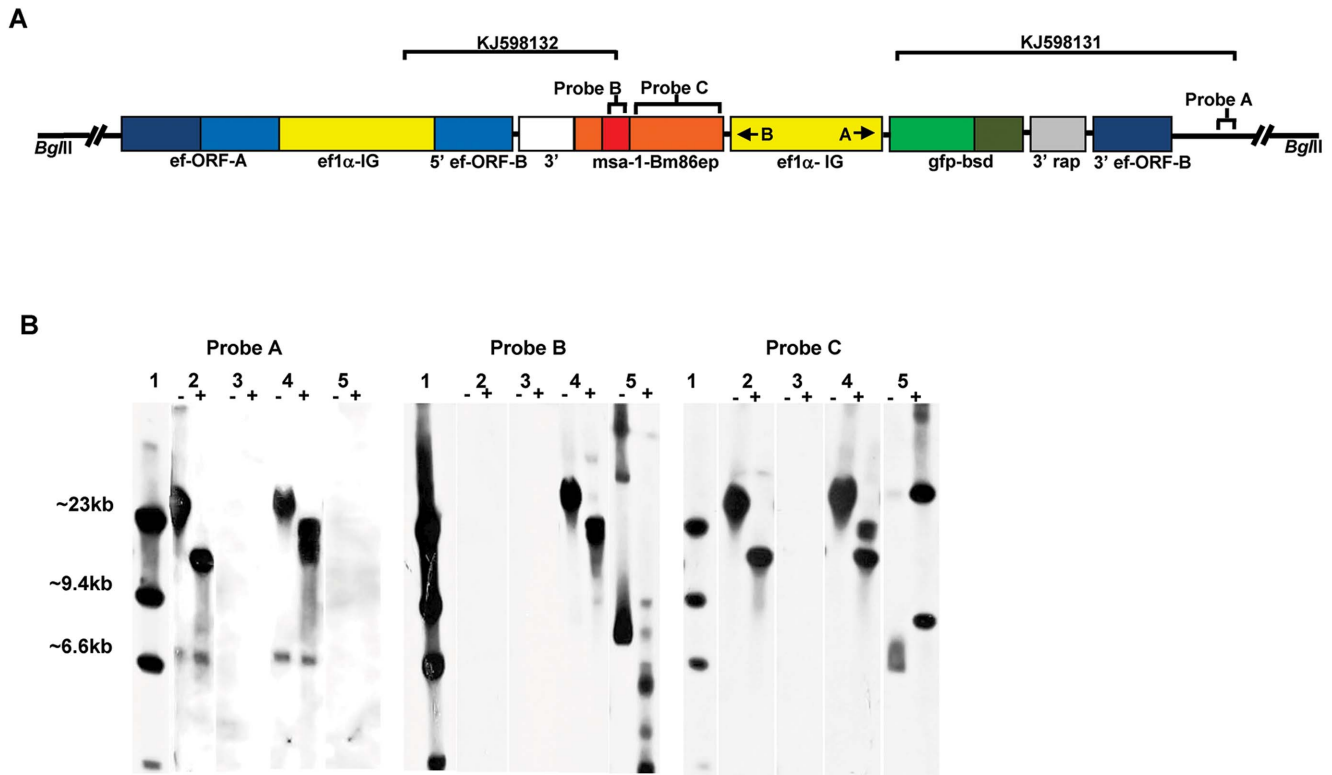 A
KJ598132
KJ598131
Probe B
Probe C
Probe A
B
A
BglII
BglII
ef-ORF-A
ef1α-IG
5' ef-ORF-B
3'
msa-1-Bm86ep
ef1α- IG
gfp-bsd
3' rap
3' ef-ORF-B
B
Probe A
Probe B
Probe C
1 2 3 4 5
- + - + - + - +
1 2 3 4 5
- + - + - + - +
1 2 3 4 5
- + - + - + - +
~23kb
~9.4kb
~6.6kb